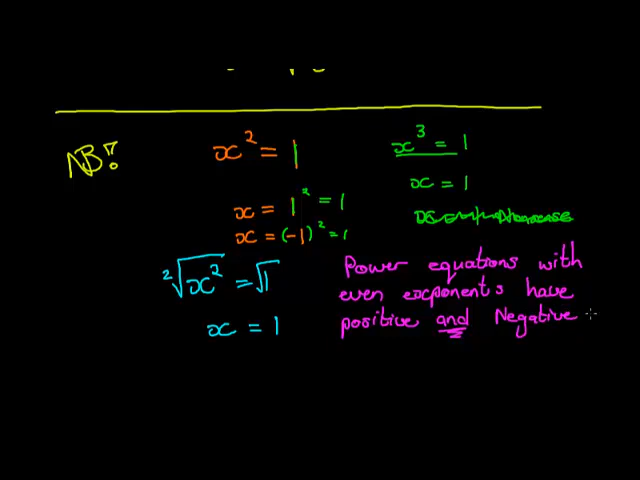 NB!
x² = 1
x³ = 1
x = 1
x = 1² = 1
x = (-1)² = 1
²√x² = √1
x = 1
Power equations with
even exponents have
positive and Negative